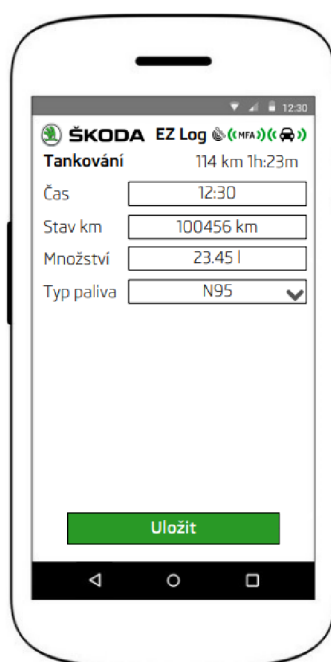 12:30
ŠKODA EZ Log ((MFA))(( ))
Tankování 114 km 1h:23m
Čas 12:30
Stav km 100456 km
Množství 23.45 l
Typ paliva N95
Uložit